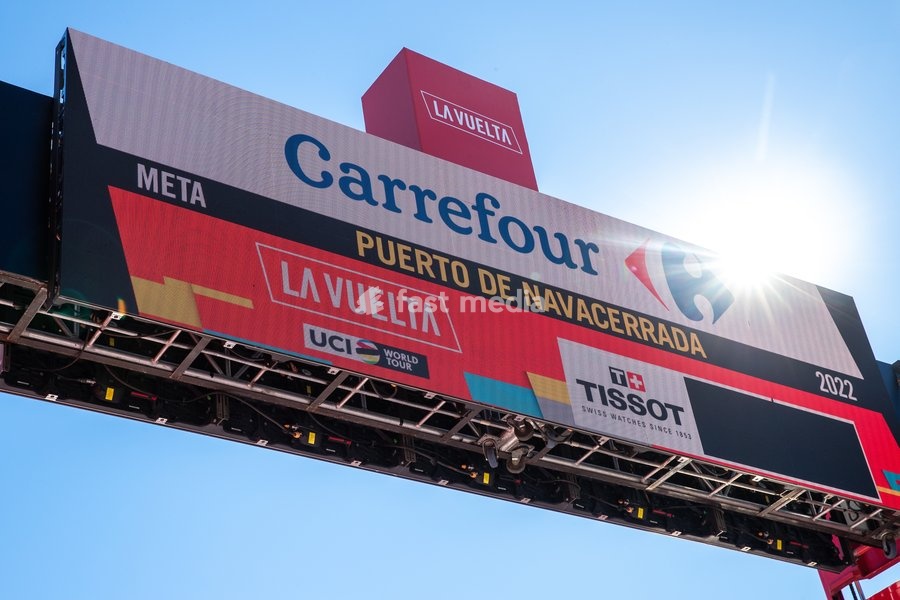 LA VUELTA
Carrefour
META
PUERTO DE NAVACERRADA
2022
LA VUELTA
fast media
UCI WORLD TOUR
T+
TISSOT
SWISS WATCHES SINCE 1853